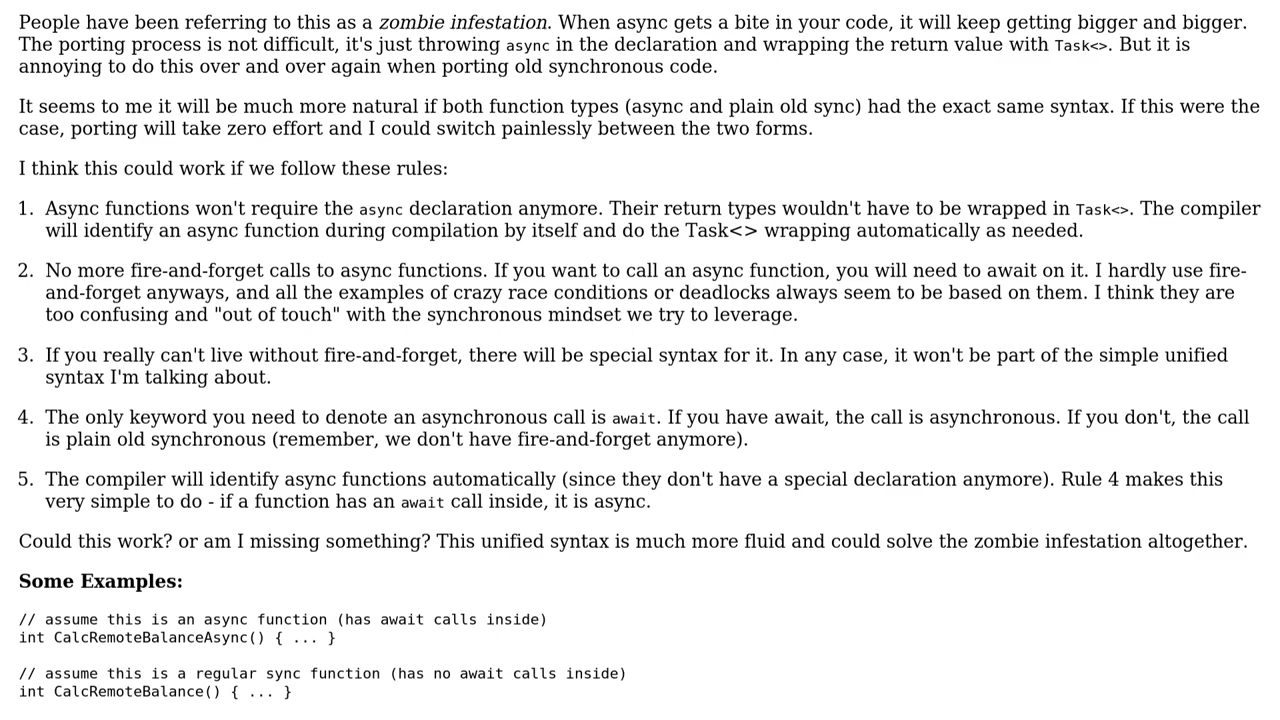 People have been referring to this as a zombie infestation. When async gets a bite in your code, it will keep getting bigger and bigger.
The porting process is not difficult, it's just throwing async in the declaration and wrapping the return value with Task<>. But it is
annoying to do this over and over again when porting old synchronous code.
It seems to me it will be much more natural if both function types (async and plain old sync) had the exact same syntax. If this were the
case, porting will take zero effort and I could switch painlessly between the two forms.
I think this could work if we follow these rules:
1. Async functions won't require the async declaration anymore. Their return types wouldn't have to be wrapped in Task<>. The compiler
will identify an async function during compilation by itself and do the Task<> wrapping automatically as needed.
2. No more fire-and-forget calls to async functions. If you want to call an async function, you will need to await on it. I hardly use fire-
and-forget anyways, and all the examples of crazy race conditions or deadlocks always seem to be based on them. I think they are
too confusing and "out of touch" with the synchronous mindset we try to leverage.
3. If you really can't live without fire-and-forget, there will be special syntax for it. In any case, it won't be part of the simple unified
syntax I'm talking about.
4. The only keyword you need to denote an asynchronous call is await. If you have await, the call is asynchronous. If you don't, the call
is plain old synchronous (remember, we don't have fire-and-forget anymore).
5. The compiler will identify async functions automatically (since they don't have a special declaration anymore). Rule 4 makes this
very simple to do - if a function has an await call inside, it is async.
Could this work? or am I missing something? This unified syntax is much more fluid and could solve the zombie infestation altogether.
Some Examples:
// assume this is an async function (has await calls inside)
int CalcRemoteBalanceAsync() { ... }
// assume this is a regular sync function (has no await calls inside)
int CalcRemoteBalance() { ... }